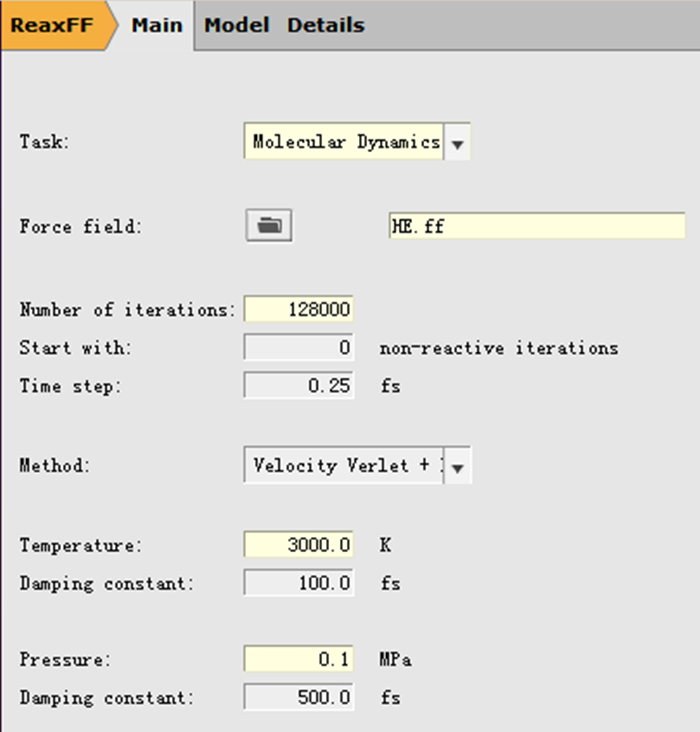 ReaxFF Main Model Details
Task: Molecular Dynamics
Force field: HE.ff
Number of iterations: 128000
Start with: 0 non-reactive iterations
Time step: 0.25 fs
Method: Velocity Verlet +
Temperature: 3000.0 K
Damping constant: 100.0 fs
Pressure: 0.1 MPa
Damping constant: 500.0 fs